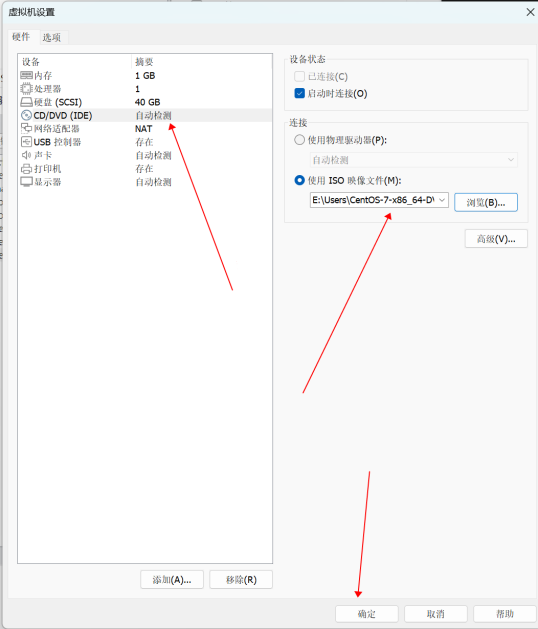 虚拟机设置
硬件 选项
设备 摘要
内存 1 GB
处理器 1
硬盘 (SCSI) 40 GB
CD/DVD (IDE) 自动检测
网络适配器 NAT
USB 控制器 存在
声卡 自动检测
打印机 存在
显示器 自动检测
添加(A)... 移除(R)
设备状态
已连接(C)
启动时连接(O)
连接
使用物理驱动器(P):
自动检测
使用 ISO 映像文件(M):
E:\Users\CentOS-7-x86_64-D\ 浏览(B)...
高级(V)...
确定 取消 帮助